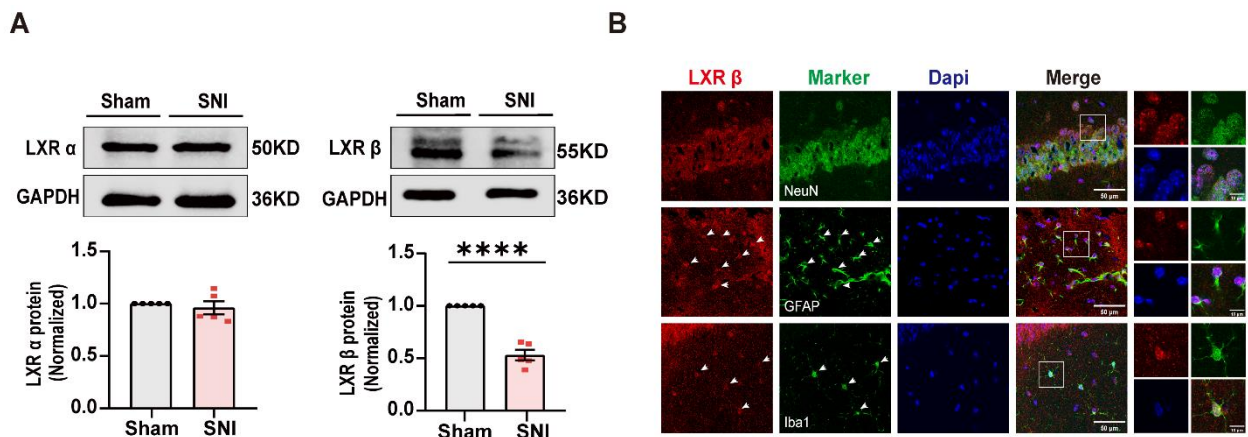 A
Sham SNI
LXR α 50KD
GAPDH 36KD
1.5
1.0
0.5
0.0
LXR α protein
(Normalized)
Sham SNI
Sham SNI
LXR β 55KD
GAPDH 36KD
1.5
1.0
0.5
0.0
LXR β protein
(Normalized)
****
Sham SNI
B
LXR β Marker Dapi Merge
NeuN
50 μm
GFAP
50 μm
Iba1
50 μm